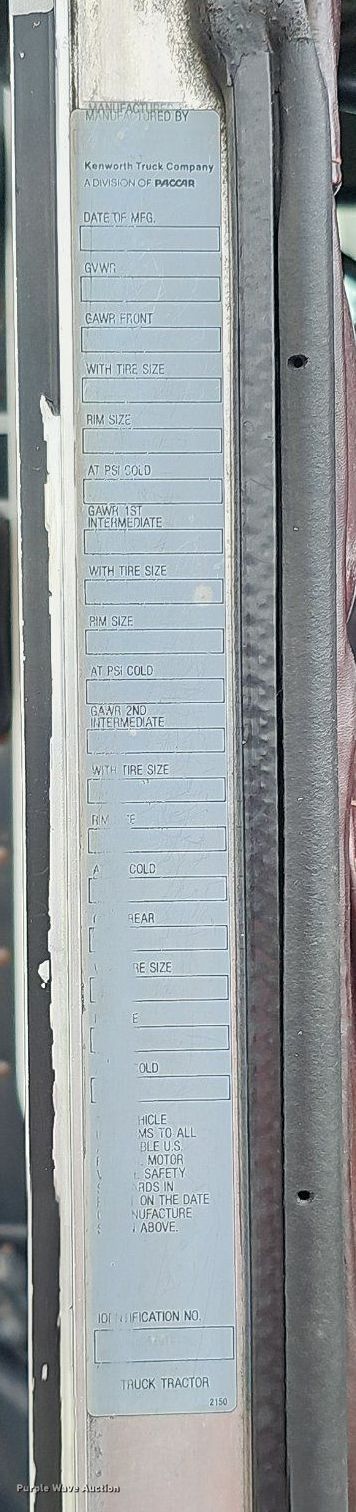 MANUFACTURED BY
Kenworth Truck Company
A DIVISION OF PACCAR
DATE OF MFG.
GVWR
GAWR FRONT
WITH TIRE SIZE
RIM SIZE
AT PSI COLD
GAWR 1ST
INTERMEDIATE
WITH TIRE SIZE
RIM SIZE
AT PSI COLD
GAWR 2ND
INTERMEDIATE
WITH TIRE SIZE
RIM
COLD
REAR
RE SIZE
E
OLD
HICLE
MS TO ALL
BLE U.S.
MOTOR
SAFETY
RDS IN
ON THE DATE
NUFACTURE
ABOVE.
IDENTIFICATION NO.
TRUCK TRACTOR
2150
Purple Wave Auction